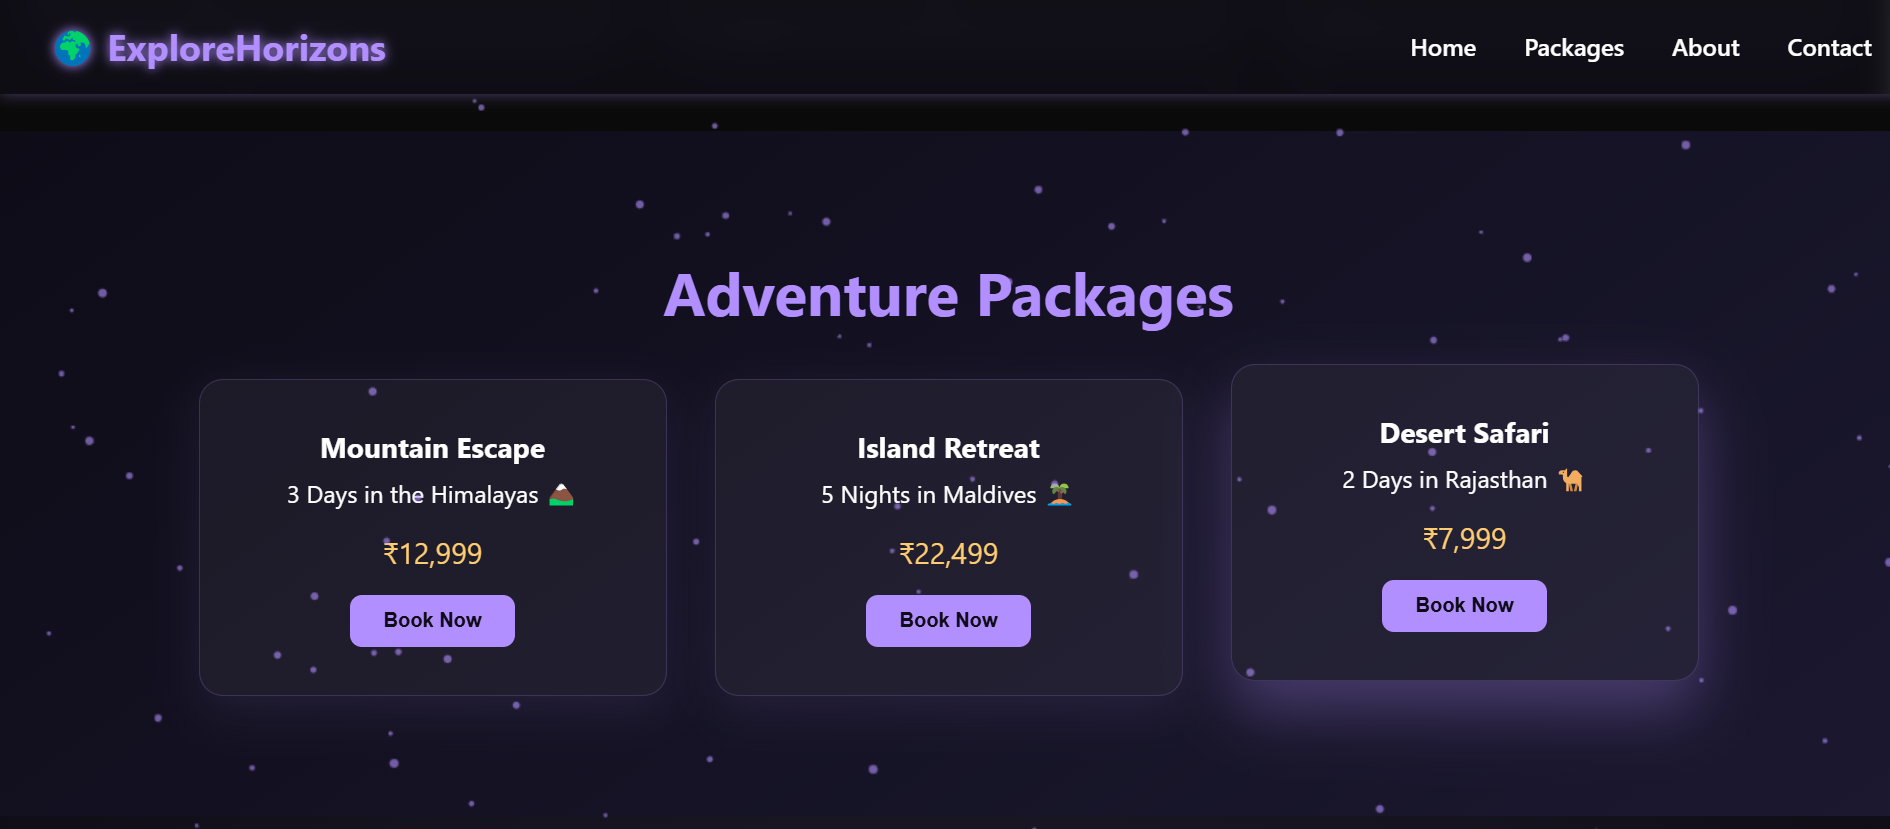 ExploreHorizons
Home Packages About Contact
Adventure Packages
Mountain Escape
3 Days in the Himalayas
₹12,999
Book Now
Island Retreat
5 Nights in Maldives
₹22,499
Book Now
Desert Safari
2 Days in Rajasthan
₹7,999
Book Now